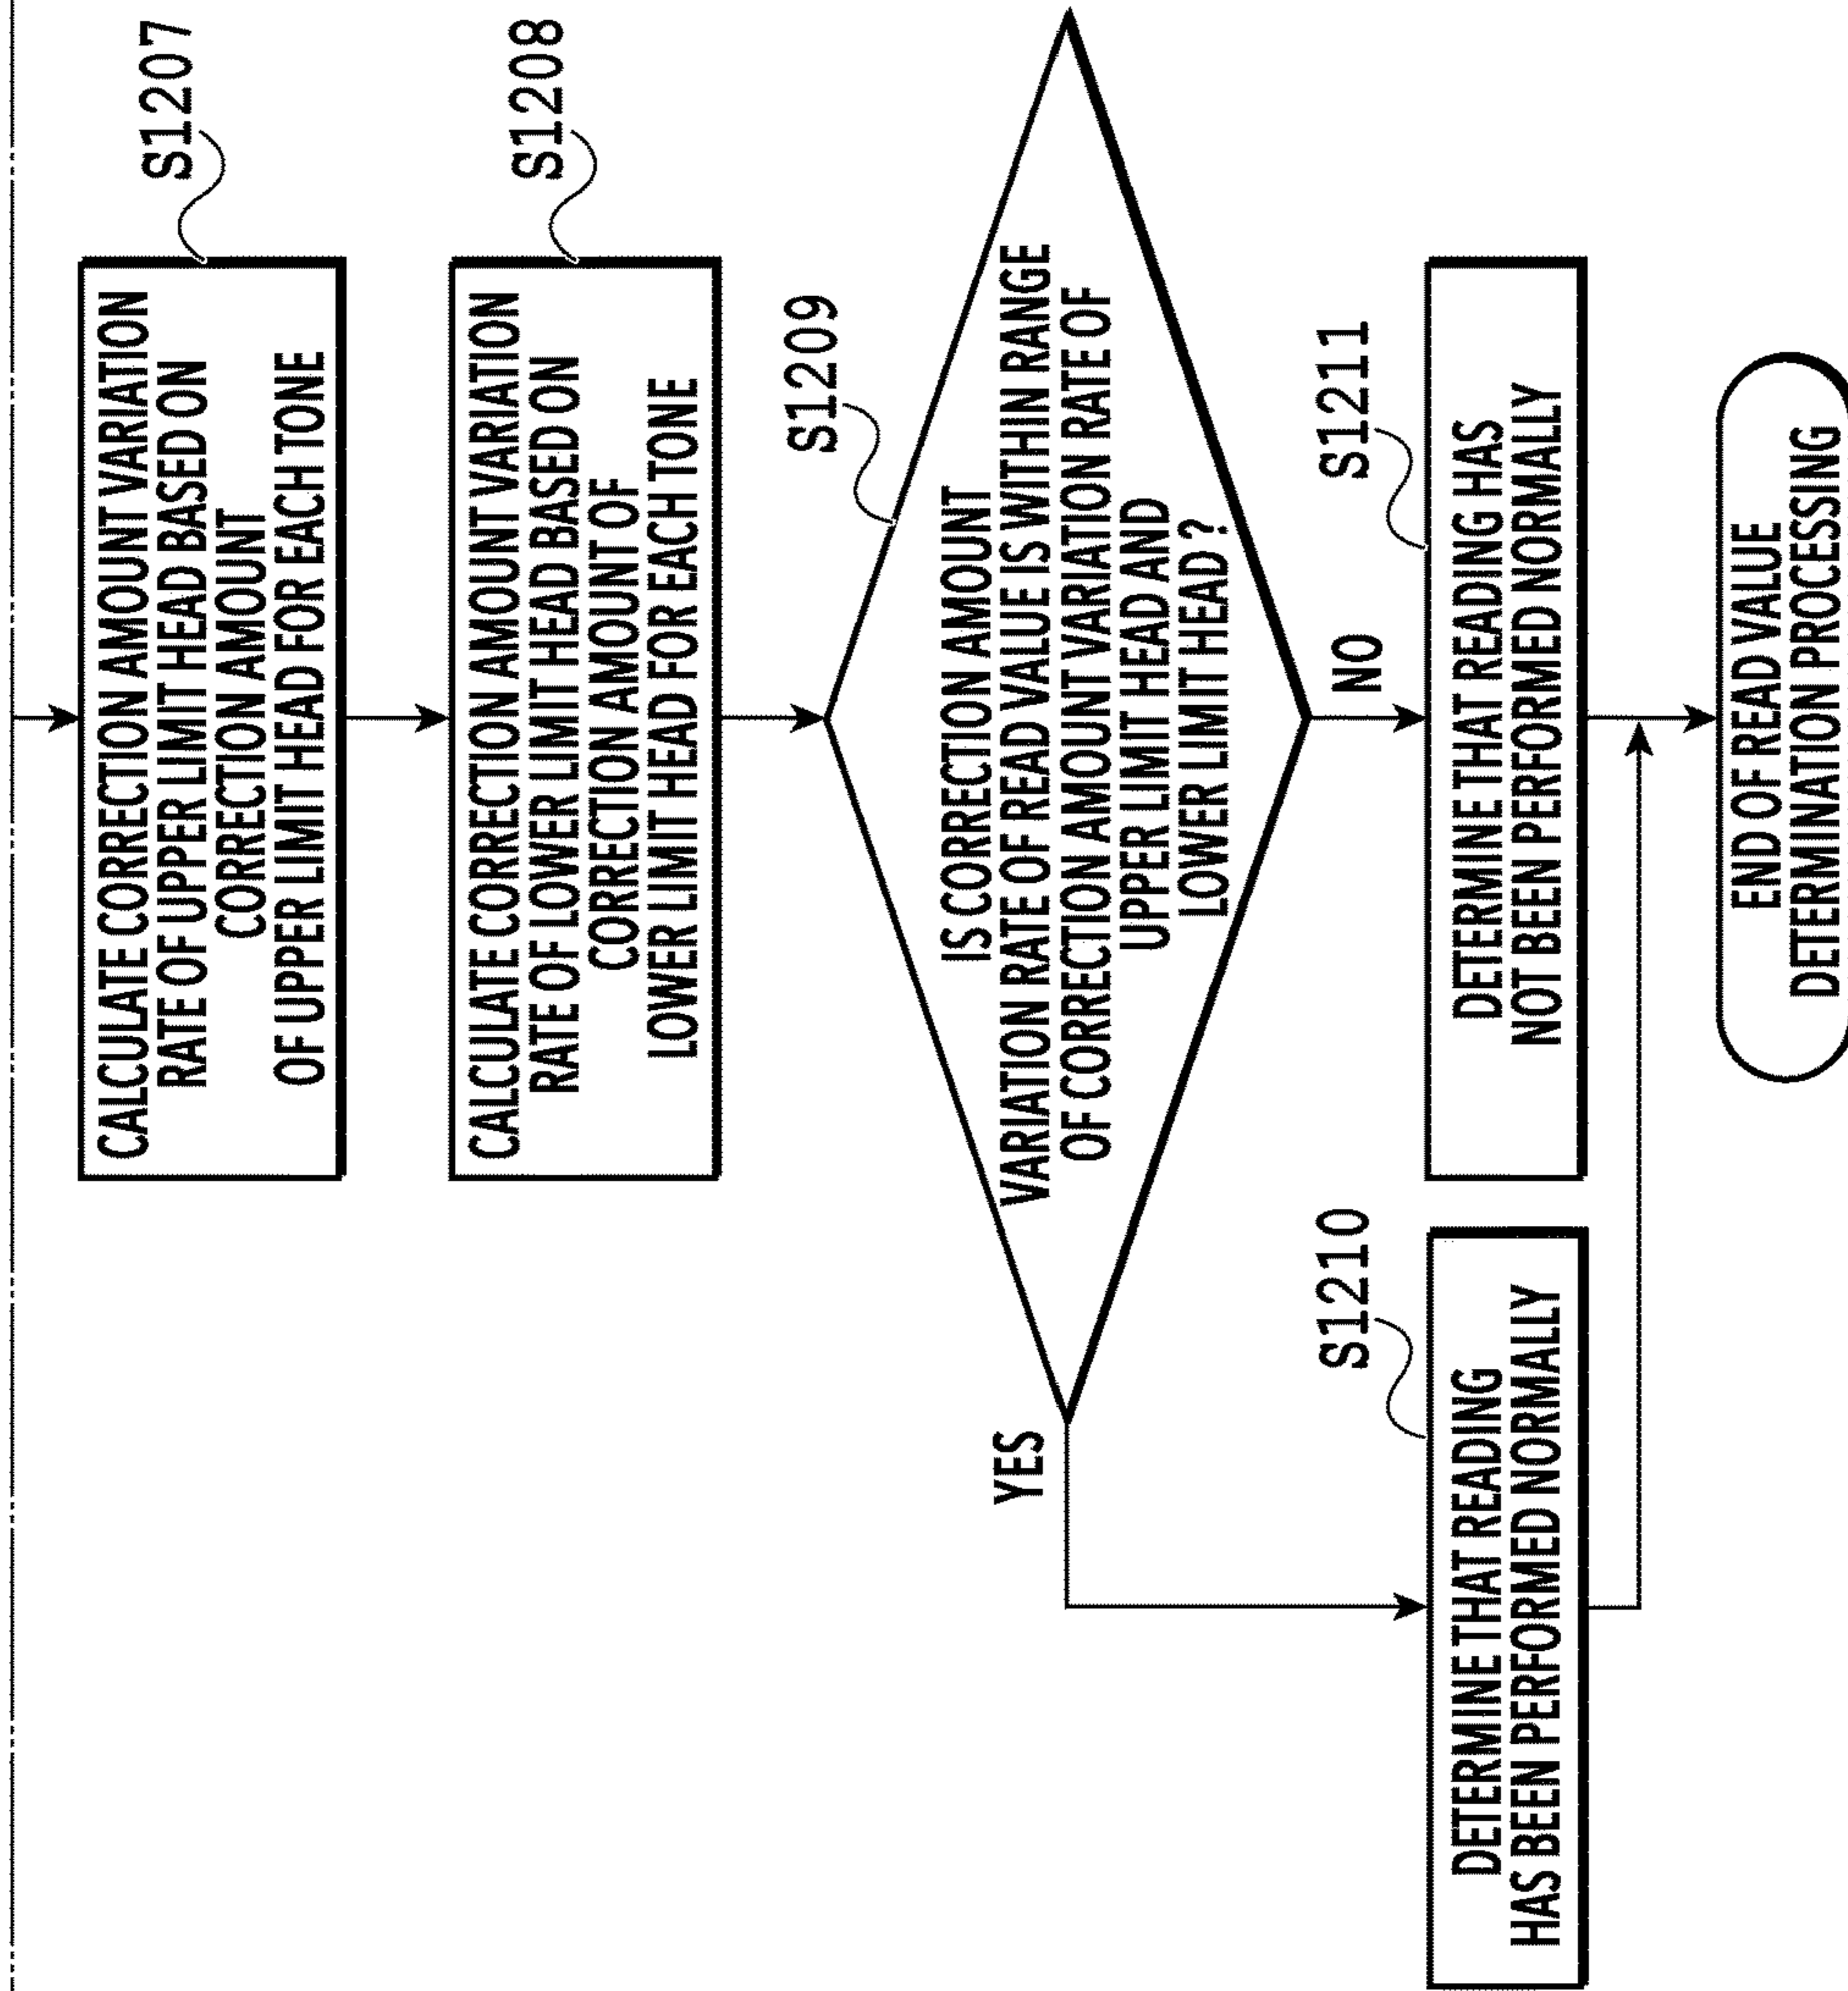 CALCULATE CORRECTION AMOUNT VARIATION
RATE OF UPPER LIMIT HEAD BASED ON
CORRECTION AMOUNT
OF UPPER LIMIT HEAD FOR EACH TONE
S1207
CALCULATE CORRECTION AMOUNT VARIATION
RATE OF LOWER LIMIT HEAD BASED ON
CORRECTION AMOUNT OF
LOWER LIMIT HEAD FOR EACH TONE
S1208
S1209
IS CORRECTION AMOUNT
VARIATION RATE OF READ VALUE IS WITHIN RANGE
OF CORRECTION AMOUNT VARIATION RATE OF
UPPER LIMIT HEAD AND
LOWER LIMIT HEAD ?
YES
NO
S1210
DETERMINE THAT READING
HAS BEEN PERFORMED NORMALLY
S1211
DETERMINE THAT READING HAS
NOT BEEN PERFORMED NORMALLY
END OF READ VALUE
DETERMINATION PROCESSING